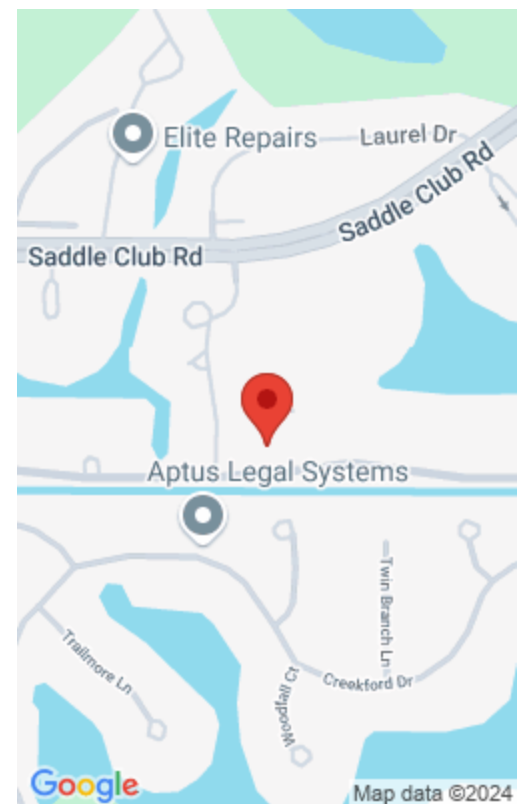 Elite Repairs
Laurel Dr
Saddle Club Rd
Saddle Club Rd
Aptus Legal Systems
Twin Branch Ln
Trailmore Ln
Woodfall Ct
Creekford Dr
Google
Map data ©2024